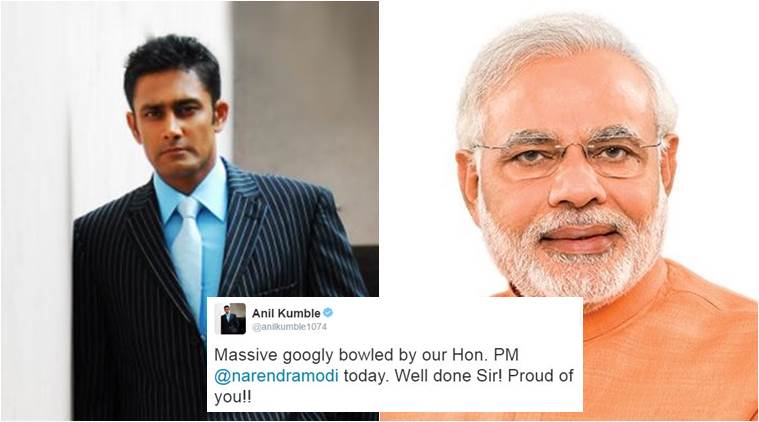 Anil Kumble
@anilkumble1074
Massive googly bowled by our Hon. PM
@narendramodi today. Well done Sir! Proud of
you!!